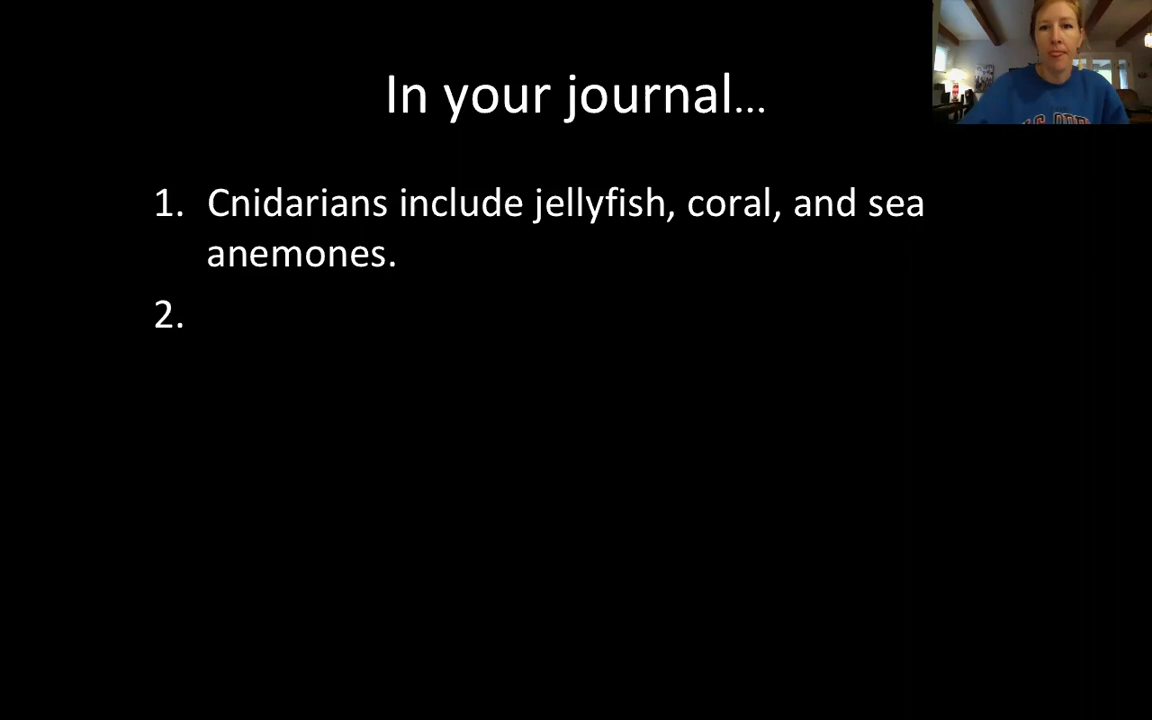 In your journal...
1. Cnidarians include jellyfish, coral, and sea
anemones.
2.